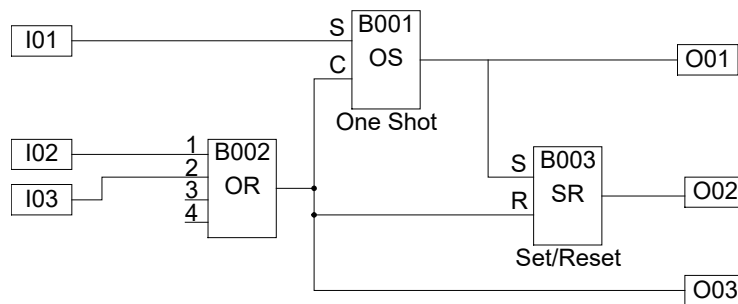 B001
S
I01
OS
O01
C
One Shot
1
I02
B002
B003
2
S
OR
I03
SR
O02
3
R
4
Set/Reset
O03